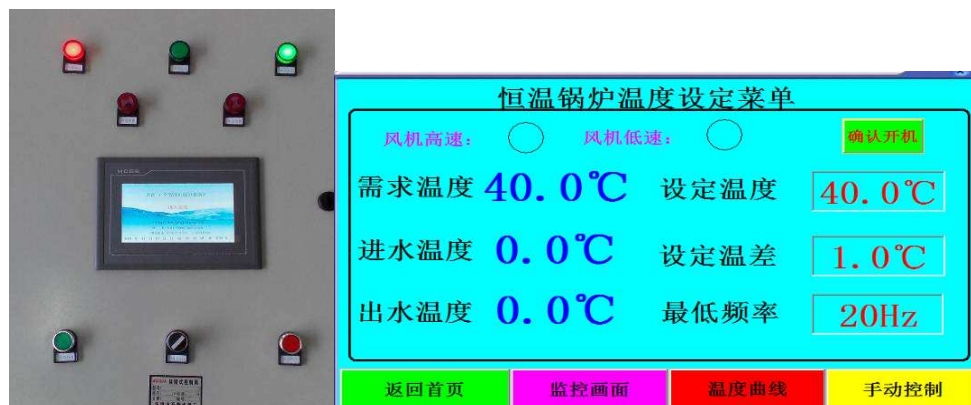 恒温锅炉温度设定菜单
风机高速： 风机低速： 确认开机
需求温度 40.0℃ 设定温度 40.0℃
进水温度 0.0℃ 设定温差 1.0℃
出水温度 0.0℃ 最低频率 20Hz
返回首页 监控画面 温度曲线 手动控制